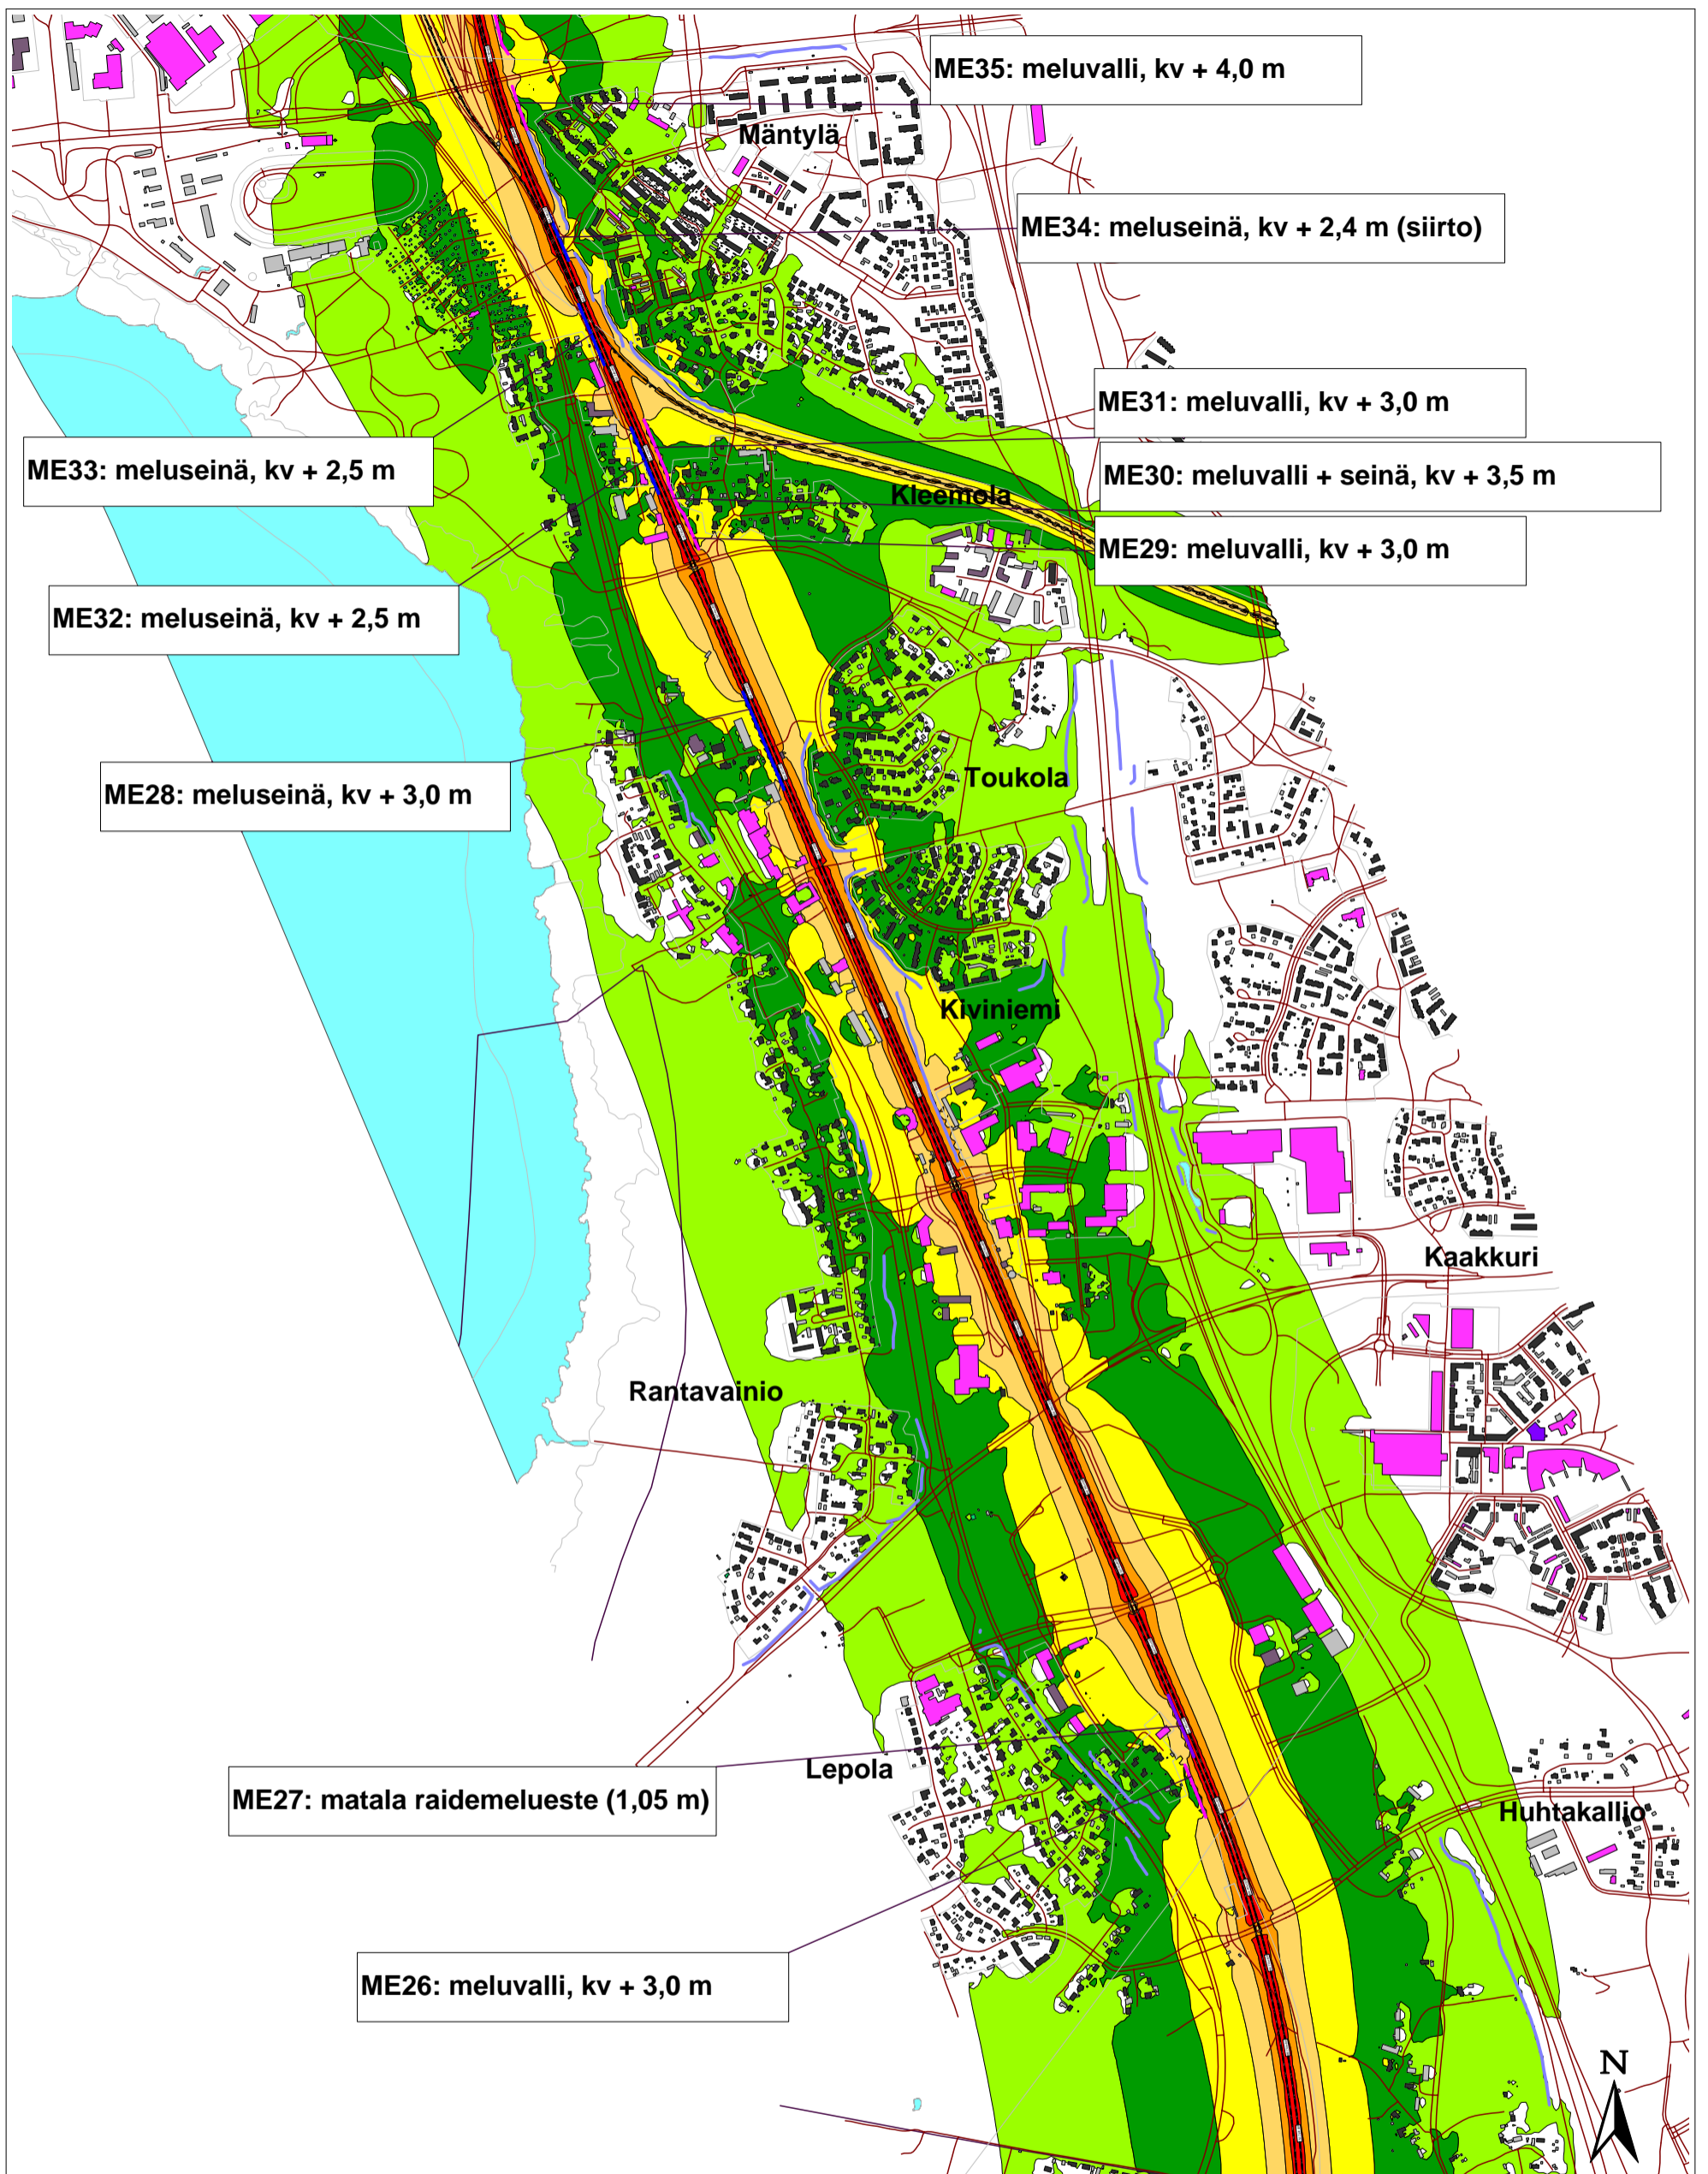 ME35: meluvalli, kv + 4,0 m
Mäntylä
ME34: meluseinä, kv + 2,4 m (siirto)
ME31: meluvalli, kv + 3,0 m
ME33: meluseinä, kv + 2,5 m
ME30: meluvalli + seinä, kv + 3,5 m
Kleemola
ME29: meluvalli, kv + 3,0 m
ME32: meluseinä, kv + 2,5 m
Toukola
ME28: meluseinä, kv + 3,0 m
Kiviniemi
Kaakkuri
Rantavainio
Lepola
ME27: matala raidemelueste (1,05 m)
Huhtakallio
ME26: meluvalli, kv + 3,0 m
N